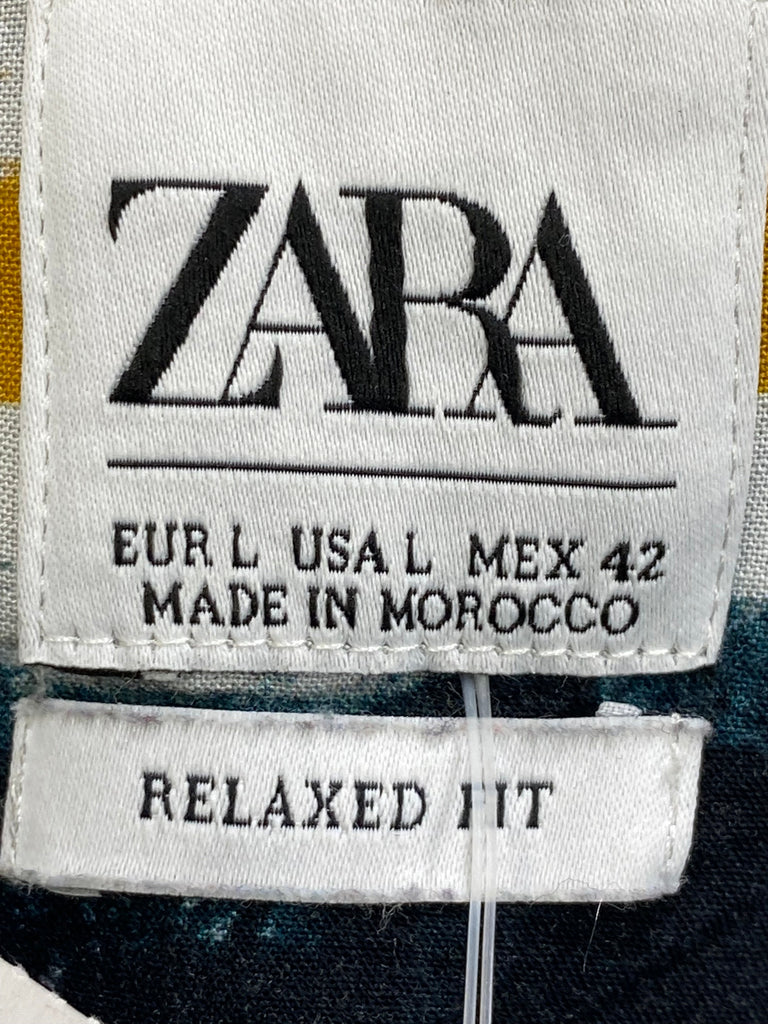 ZARA
EUR L USA L MEX 42
MADE IN MOROCCO
RELAXED FIT